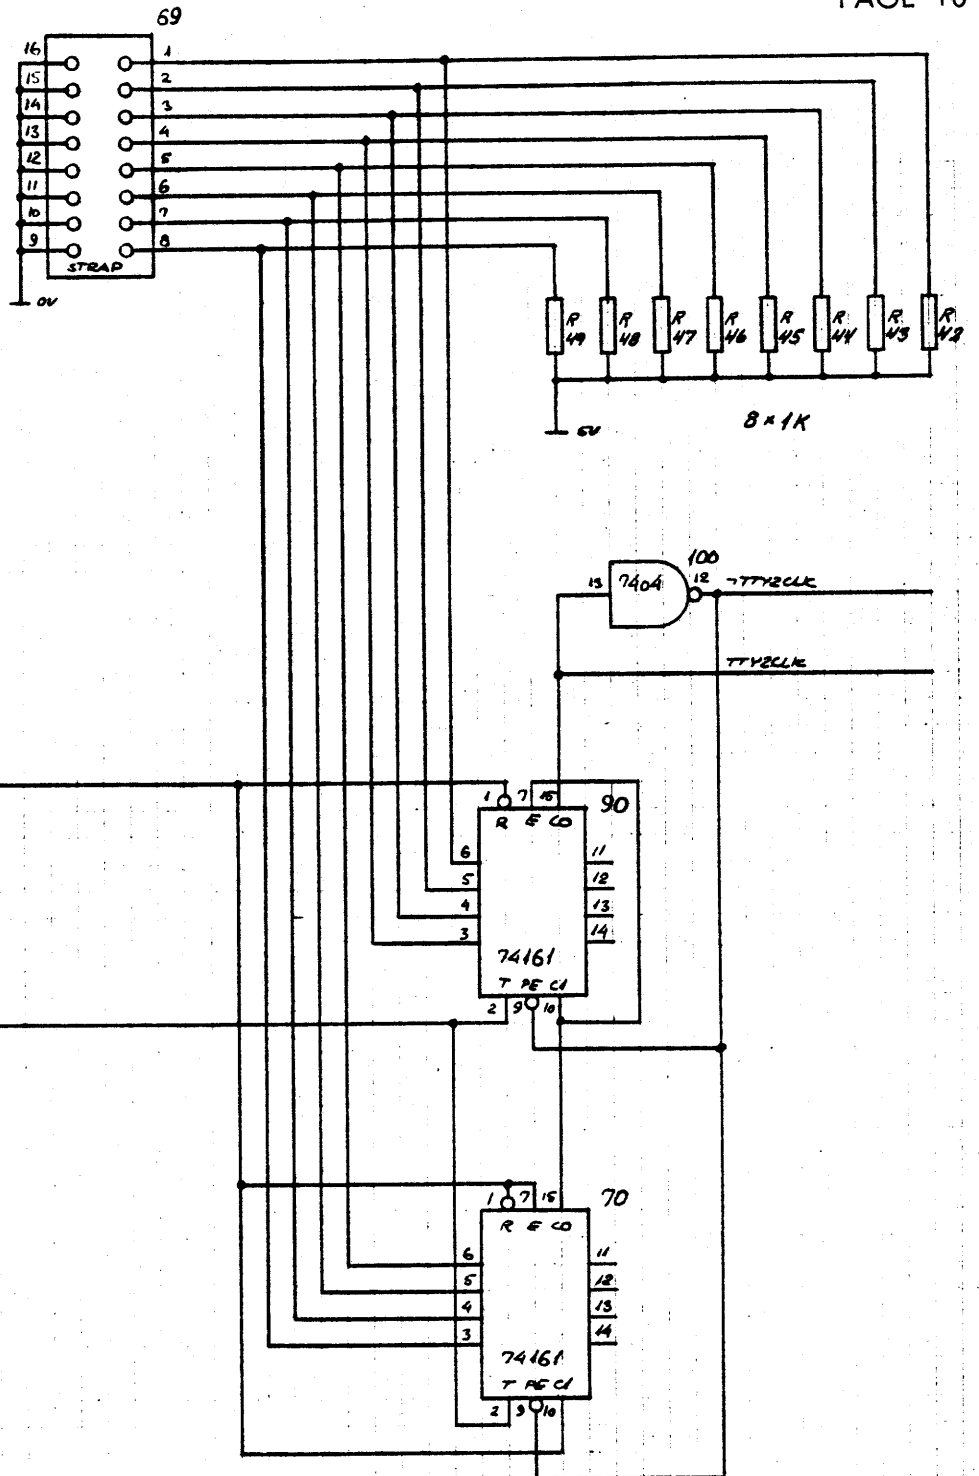 PAGE 10
69
16 1
15 2
14 3
13 4
12 5
11 6
10 7
9 8
STRAP
0V
R 49
R 48
R 47
R 46
R 45
R 44
R 43
R 42
5V
8 × 1K
13 7404 12
100
¬TTY2CLK
TTY2CLK
1 7 15
90
R E CO
6 11
5 12
4 13
3 14
74161
T PE CI
2 9 10
1 7 15
70
R E CO
6 11
5 12
4 13
3 14
74161
T PE CI
2 9 10